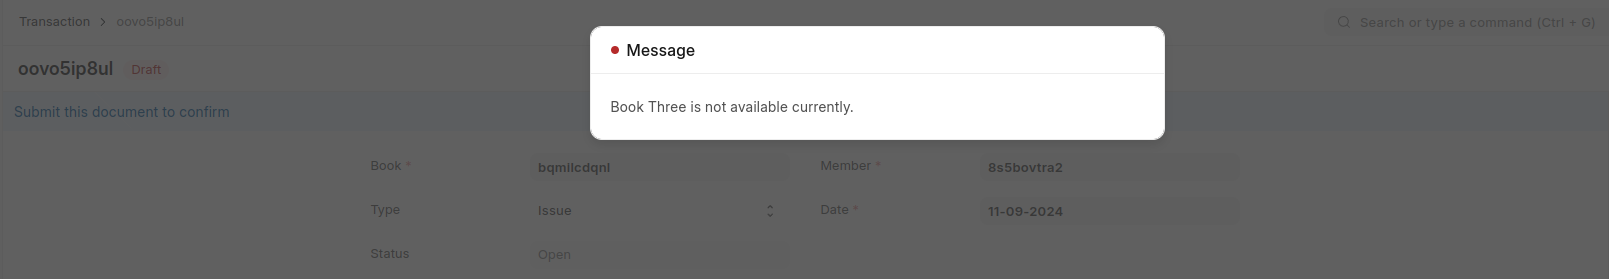 Transaction > oovo5ip8ul
Search or type a command (Ctrl + G)
Message
oovo5ip8ul Draft
Book Three is not available currently.
Submit this document to confirm
Book * bqmilcdqnl Member * 8s5bovtra2
Type Issue Date * 11-09-2024
Status Open